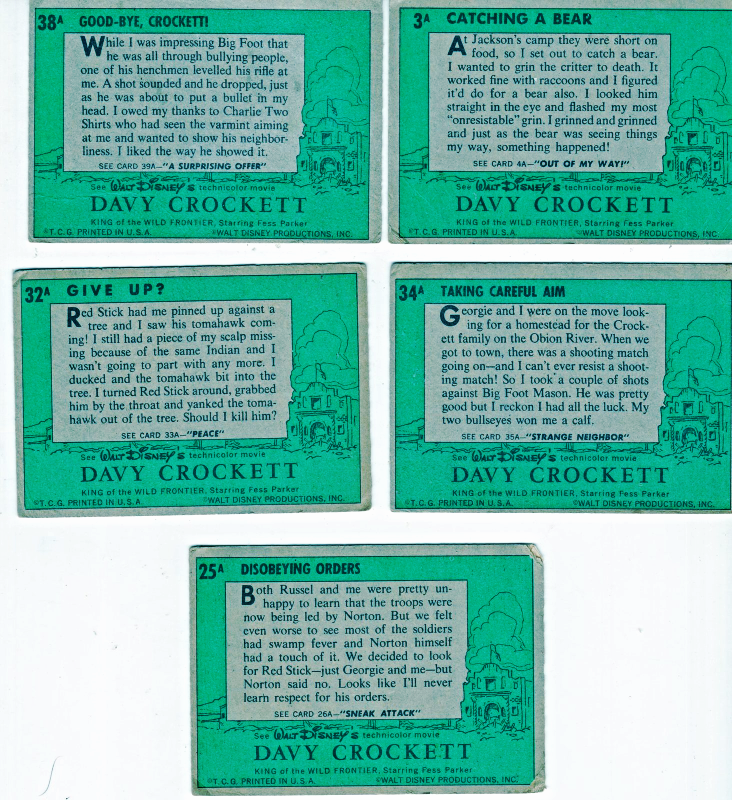 38A GOOD-BYE, CROCKETT!
While I was impressing Big Foot that
he was all through bullying people,
one of his henchmen levelled his rifle at
me. A shot sounded and he dropped, just
as he was about to put a bullet in my
head. I owed my thanks to Charlie Two
Shirts who had seen the varmint aiming
at me and wanted to show his neighbor-
liness. I liked the way he showed it.
SEE CARD 39A—"A SURPRISING OFFER"
See WALT DISNEY'S technicolor movie
DAVY CROCKETT
KING of the WILD FRONTIER, Starring Fess Parker
©T.C.G. PRINTED IN U.S.A. ©WALT DISNEY PRODUCTIONS, INC.
3A CATCHING A BEAR
At Jackson's camp they were short on
food, so I set out to catch a bear.
I wanted to grin the critter to death. It
worked fine with raccoons and I figured
it'd do for a bear also. I looked him
straight in the eye and flashed my most
"onresistable" grin. I grinned and grinned
and just as the bear was seeing things
my way, something happened!
SEE CARD 4A—"OUT OF MY WAY!"
See WALT DISNEY'S technicolor movie
DAVY CROCKETT
KING of the WILD FRONTIER, Starring Fess Parker
©T.C.G. PRINTED IN U.S.A. ©WALT DISNEY PRODUCTIONS, INC.
32A GIVE UP?
Red Stick had me pinned up against a
tree and I saw his tomahawk com-
ing! I still had a piece of my scalp miss-
ing because of the same Indian and I
wasn't going to part with any more. I
ducked and the tomahawk bit into the
tree. I turned Red Stick around, grabbed
him by the throat and yanked the toma-
hawk out of the tree. Should I kill him?
SEE CARD 33A—"PEACE"
See WALT DISNEY'S technicolor movie
DAVY CROCKETT
KING of the WILD FRONTIER, Starring Fess Parker
©T.C.G. PRINTED IN U.S.A. ©WALT DISNEY PRODUCTIONS, INC.
34A TAKING CAREFUL AIM
Georgie and I were on the move look-
ing for a homestead for the Crock-
ett family on the Obion River. When we
got to town, there was a shooting match
going on—and I can't ever resist a shoot-
ing match! So I took a couple of shots
against Big Foot Mason. He was pretty
good but I reckon I had all the luck. My
two bullseyes won me a calf.
SEE CARD 35A—"STRANGE NEIGHBOR"
See WALT DISNEY'S technicolor movie
DAVY CROCKETT
KING of the WILD FRONTIER, Starring Fess Parker
©T.C.G. PRINTED IN U.S.A. ©WALT DISNEY PRODUCTIONS, INC.
25A DISOBEYING ORDERS
Both Russel and me were pretty un-
happy to learn that the troops were
now being led by Norton. But we felt
even worse to see most of the soldiers
had swamp fever and Norton himself
had a touch of it. We decided to look
for Red Stick—just Georgie and me—but
Norton said no. Looks like I'll never
learn respect for his orders.
SEE CARD 26A—"SNEAK ATTACK"
See WALT DISNEY'S technicolor movie
DAVY CROCKETT
KING of the WILD FRONTIER, Starring Fess Parker
©T.C.G. PRINTED IN U.S.A. ©WALT DISNEY PRODUCTIONS, INC.